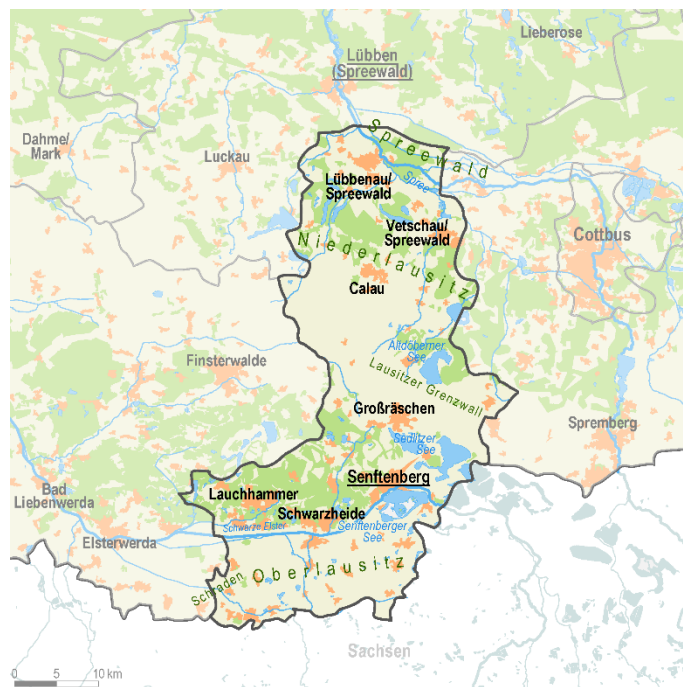 Lieberose
Lübben
(Spreewald)
Dahme/
Mark
Luckau
Spreewald
Lübbenau/
Spreewald
Spree
Vetschau/
Spreewald
Cottbus
Niederlausitz
Calau
Altdöberner
See
Finsterwalde
Lausitzer Grenzwall
Großräschen
Spremberg
Sedlitzer
See
Senftenberg
Bad
Liebenwerda
Lauchhammer
Schwarzheide
Schwarze Elster
Senftenberger
See
Elsterwerda
Oberlausitz
Schraden
Sachsen
0 5 10 km